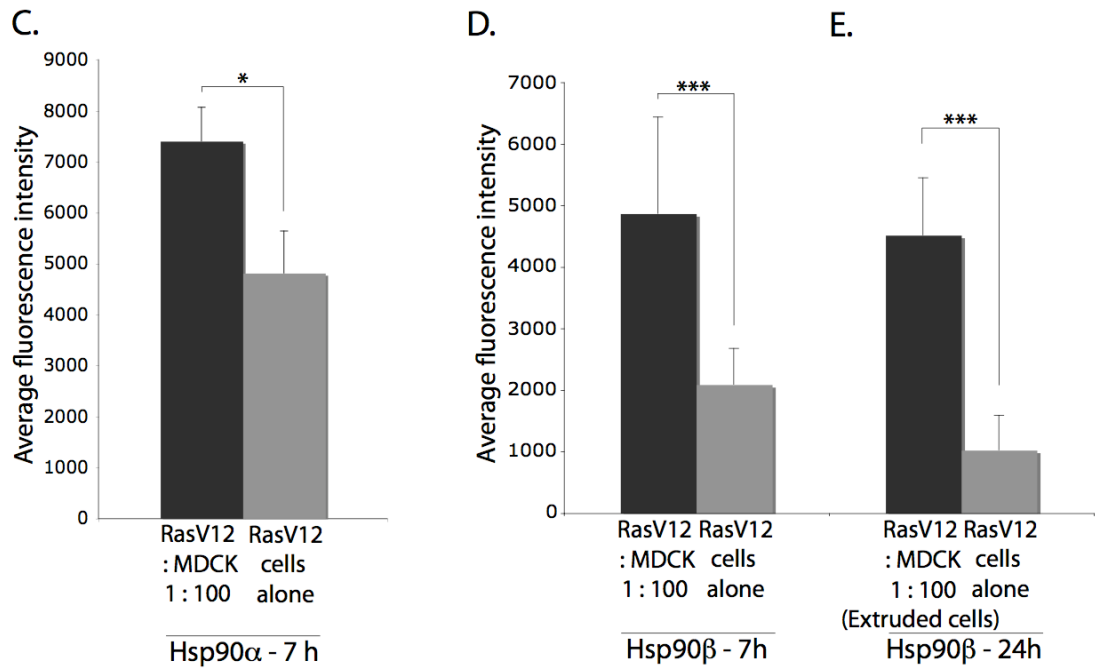 C.
Average fluorescence intensity
9000
8000
7000
6000
5000
4000
3000
2000
1000
0
*
RasV12 RasV12
: MDCK cells
1 : 100 alone
Hsp90α - 7 h
D.
Average fluorescence intensity
7000
6000
5000
4000
3000
2000
1000
0
***
RasV12 RasV12
: MDCK cells
1 : 100 alone
Hsp90β - 7h
E.
***
RasV12 RasV12
: MDCK cells
1 : 100 alone
(Extruded cells)
Hsp90β - 24h